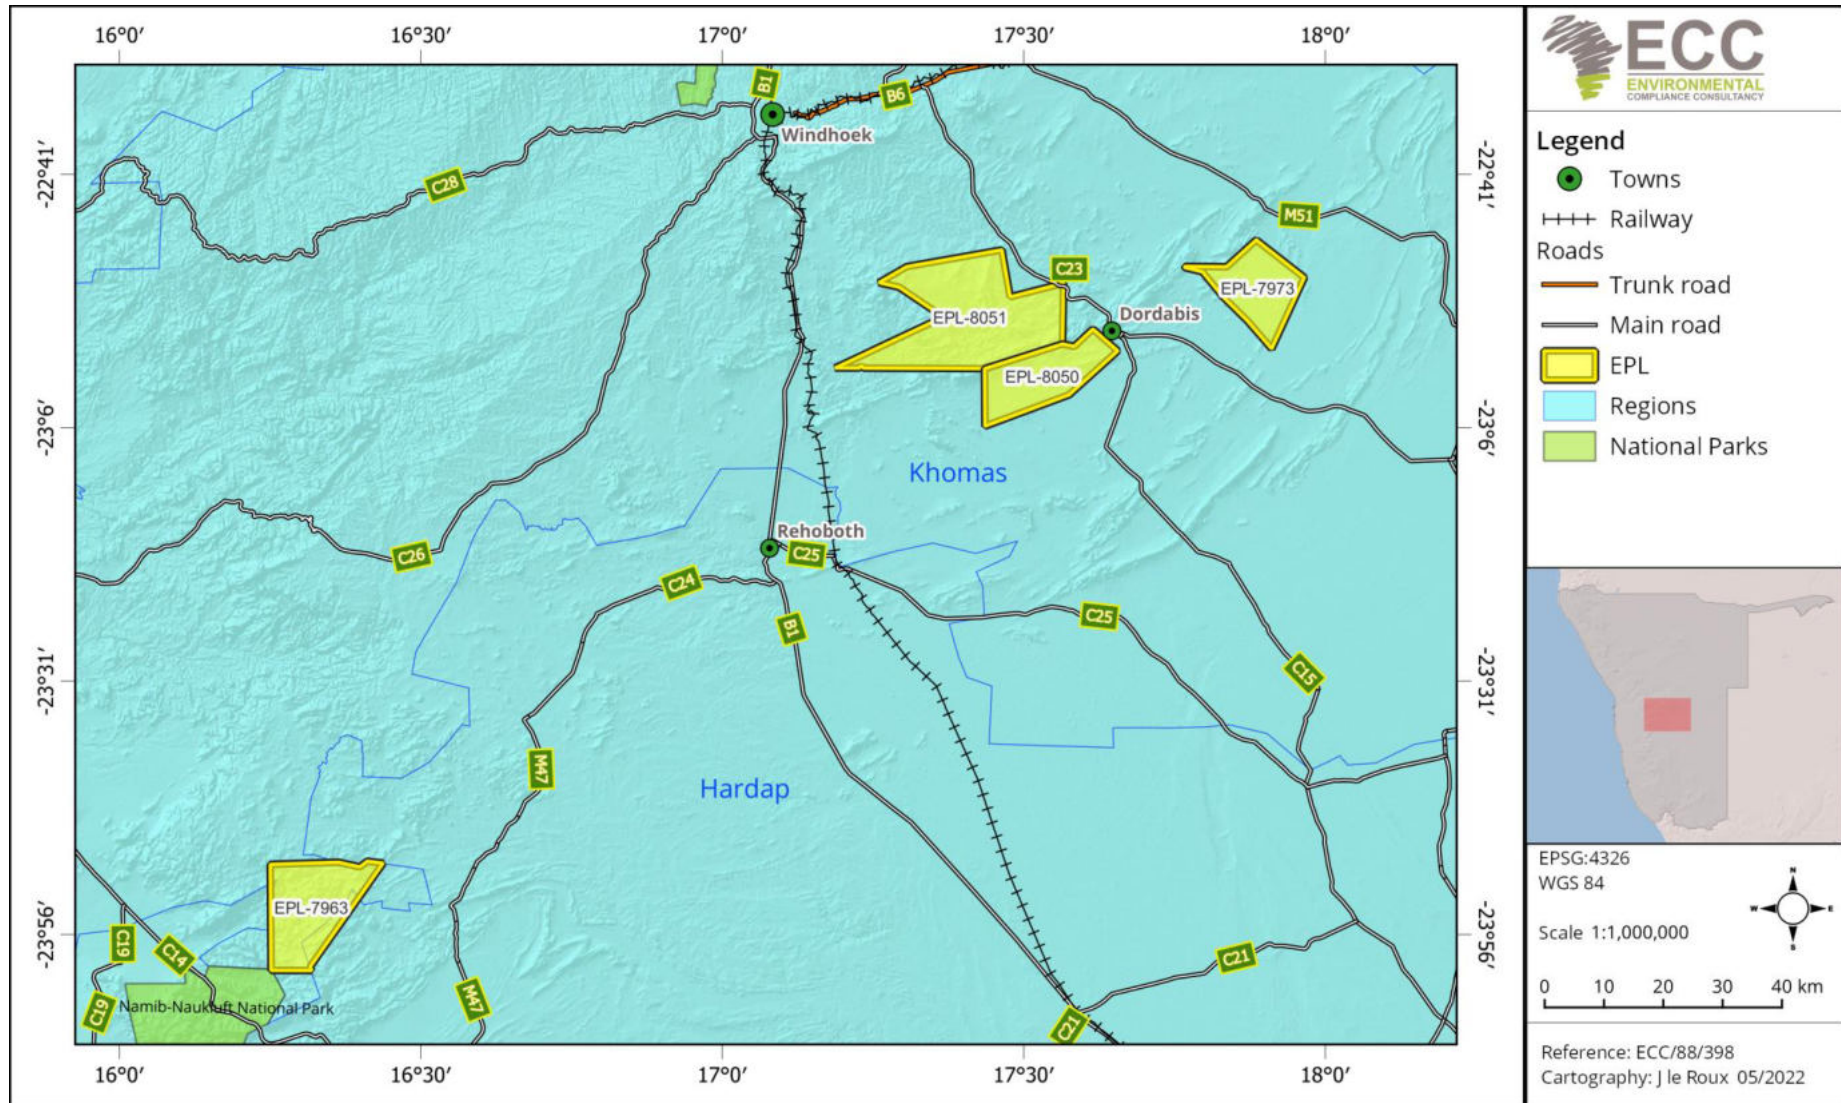 16°0′ 16°30′ 17°0′ 17°30′ 18°0′
B1
B6
Windhoek
-22°41′
-22°41′
C28
M51
C23
EPL-7973
EPL-8051
Dordabis
EPL-8050
-23°6′
-23°6′
Khomas
Rehoboth
C25
C26
C24
B1
C25
C15
-23°31′
-23°31′
M47
Hardap
EPL-7963
-23°56′
-23°56′
C19
C14
C21
M47
C19
Namib-Naukluft National Park
C21
16°0′ 16°30′ 17°0′ 17°30′ 18°0′
ECC
ENVIRONMENTAL
COMPLIANCE CONSULTANCY
Legend
Towns
Railway
Roads
Trunk road
Main road
EPL
Regions
National Parks
EPSG:4326
WGS 84
Scale 1:1,000,000
N
W E
S
0 10 20 30 40 km
Reference: ECC/88/398
Cartography: J le Roux 05/2022